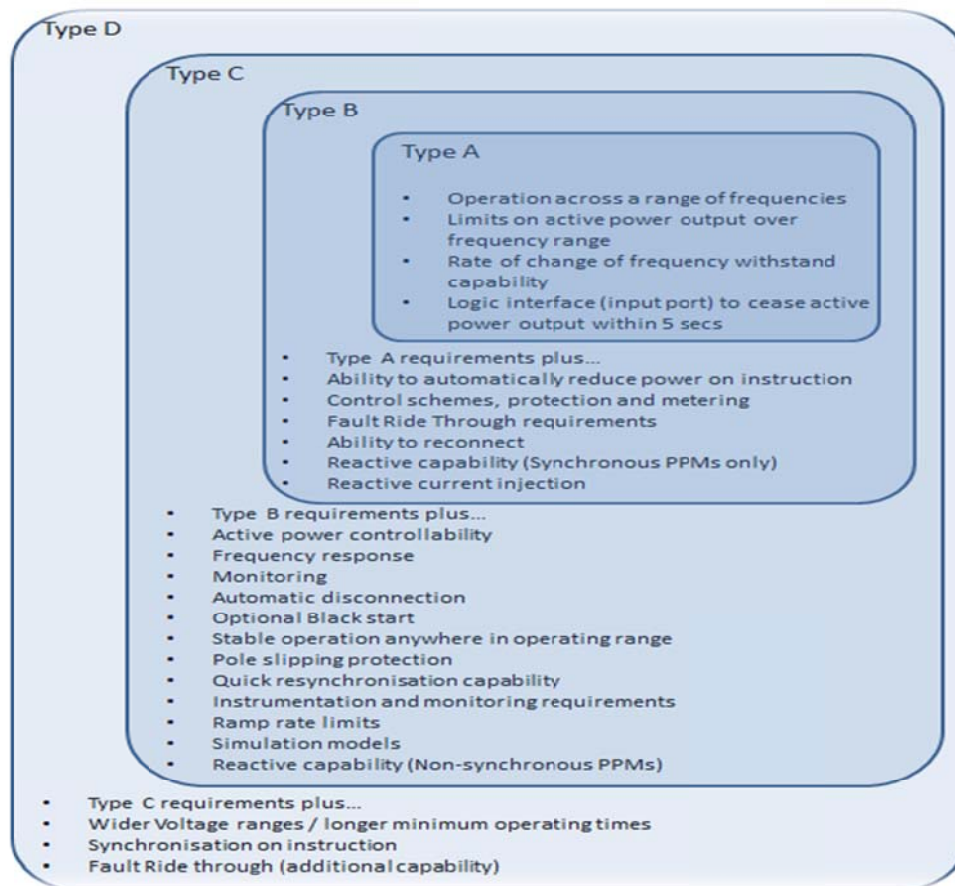 Type D
Type C
Type B
Type A
• Operation across a range of frequencies
• Limits on active power output over
frequency range
• Rate of change of frequency withstand
capability
• Logic interface (input port) to cease active
power output within 5 secs
• Type A requirements plus...
• Ability to automatically reduce power on instruction
• Control schemes, protection and metering
• Fault Ride Through requirements
• Ability to reconnect
• Reactive capability (Synchronous PPMs only)
• Reactive current injection
• Type B requirements plus...
• Active power controllability
• Frequency response
• Monitoring
• Automatic disconnection
• Optional Black start
• Stable operation anywhere in operating range
• Pole slipping protection
• Quick resynchronisation capability
• Instrumentation and monitoring requirements
• Ramp rate limits
• Simulation models
• Reactive capability (Non-synchronous PPMs)
• Type C requirements plus...
• Wider Voltage ranges / longer minimum operating times
• Synchronisation on instruction
• Fault Ride through (additional capability)